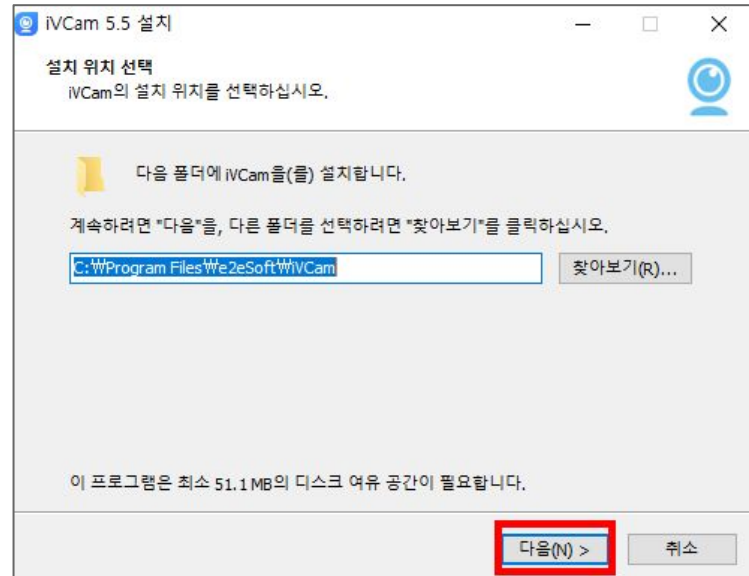 iVCam 5.5 설치
설치 위치 선택
iVCam의 설치 위치를 선택하십시오.
다음 폴더에 iVCam을(를) 설치합니다.
계속하려면 "다음"을, 다른 폴더를 선택하려면 "찾아보기"를 클릭하십시오.
C:₩Program Files₩e2eSoft₩iVCam
찾아보기(R)...
이 프로그램은 최소 51.1 MB의 디스크 여유 공간이 필요합니다.
다음(N) >
취소